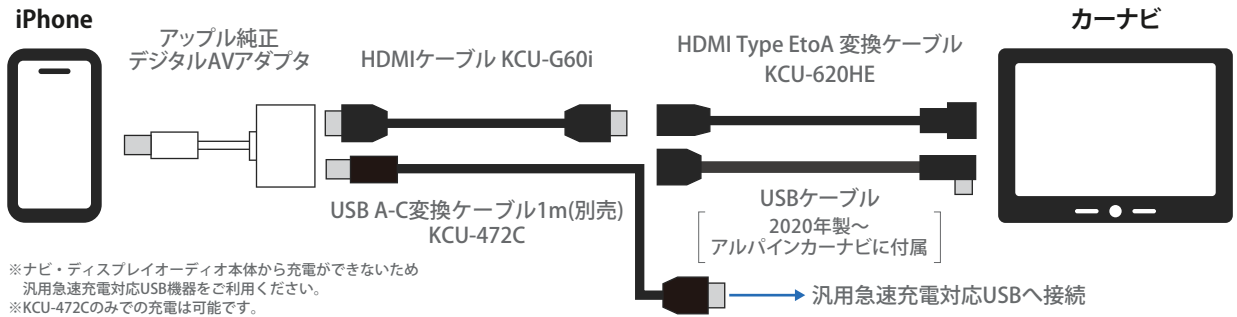 iPhone
アップル純正
デジタルAVアダプタ
HDMIケーブル KCU-G60i
HDMI Type EtoA 変換ケーブル
KCU-620HE
カーナビ
USB A-C変換ケーブル1m(別売)
KCU-472C
USBケーブル
2020年製～
アルパインカーナビに付属
※ナビ・ディスプレイオーディオ本体から充電ができないため
汎用急速充電対応USB機器をご利用ください。
※KCU-472Cのみでの充電は可能です。
汎用急速充電対応USBへ接続